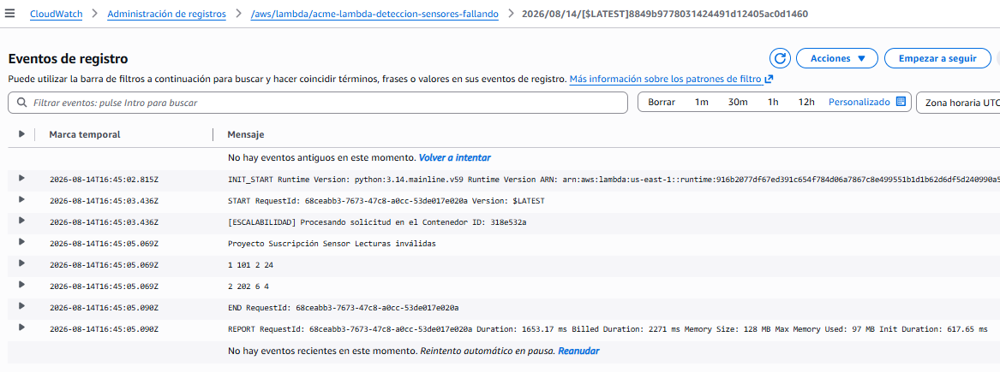 CloudWatch > Administración de registros > /aws/lambda/acme-lambda-deteccion-sensores-fallando > 2026/08/14/[$LATEST]8849b9778031424491d12405ac0d1460
Eventos de registro
Acciones ▼ Empezar a seguir
Puede utilizar la barra de filtros a continuación para buscar y hacer coincidir términos, frases o valores en sus eventos de registro. Más información sobre los patrones de filtro
Filtrar eventos: pulse Intro para buscar
Borrar 1m 30m 1h 12h Personalizado Zona horaria UTC
Marca temporal Mensaje
No hay eventos antiguos en este momento. Volver a intentar
2026-08-14T16:45:02.815Z INIT_START Runtime Version: python:3.14.mainline.v59 Runtime Version ARN: arn:aws:lambda:us-east-1::runtime:916b2077df67ed391c654f784d06a7867c8e499551b1d1b62d6df5d240990a5
2026-08-14T16:45:03.436Z START RequestId: 68ceabb3-7673-47c8-a0cc-53de017e020a Version: $LATEST
2026-08-14T16:45:03.436Z [ESCALABILIDAD] Procesando solicitud en el Contenedor ID: 318e532a
2026-08-14T16:45:05.069Z Proyecto Suscripción Sensor Lecturas inválidas
2026-08-14T16:45:05.069Z 1 101 2 24
2026-08-14T16:45:05.069Z 2 202 6 4
2026-08-14T16:45:05.090Z END RequestId: 68ceabb3-7673-47c8-a0cc-53de017e020a
2026-08-14T16:45:05.090Z REPORT RequestId: 68ceabb3-7673-47c8-a0cc-53de017e020a Duration: 1653.17 ms Billed Duration: 2271 ms Memory Size: 128 MB Max Memory Used: 97 MB Init Duration: 617.65 ms
No hay eventos recientes en este momento. Reintento automático en pausa. Reanudar